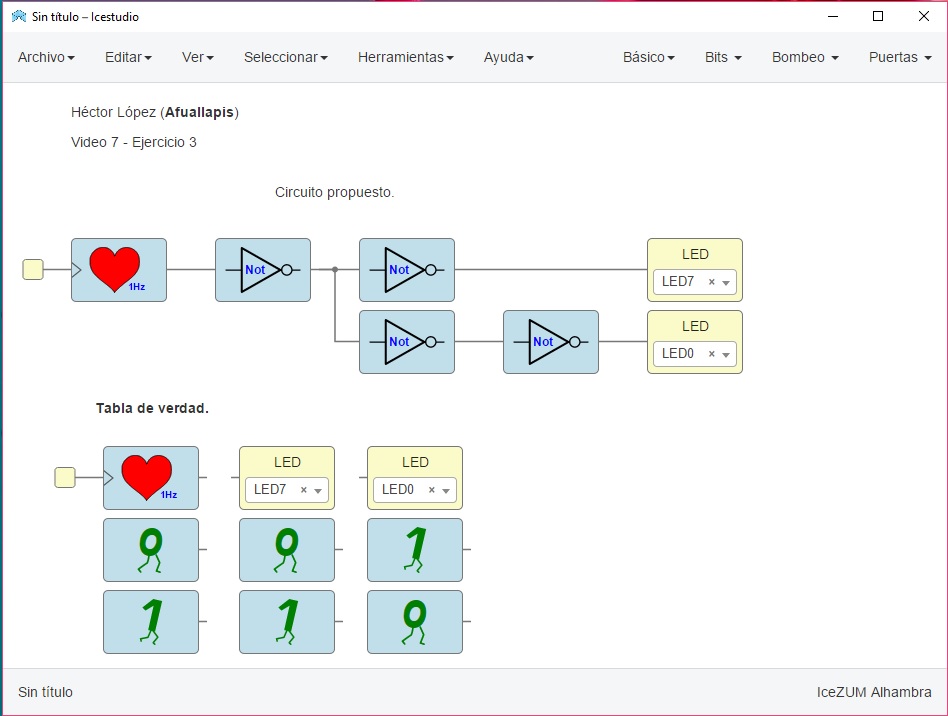 Sin título – Icestudio
Archivo Editar Ver Seleccionar Herramientas Ayuda Básico Bits Bombeo Puertas
Héctor López (Afuallapis)
Video 7 - Ejercicio 3
Circuito propuesto.
1Hz Not Not LED
LED7 ×
Not Not LED
LED0 ×
Tabla de verdad.
1Hz LED LED
LED7 × LED0 ×
0 0 1
1 1 0
Sin título IceZUM Alhambra